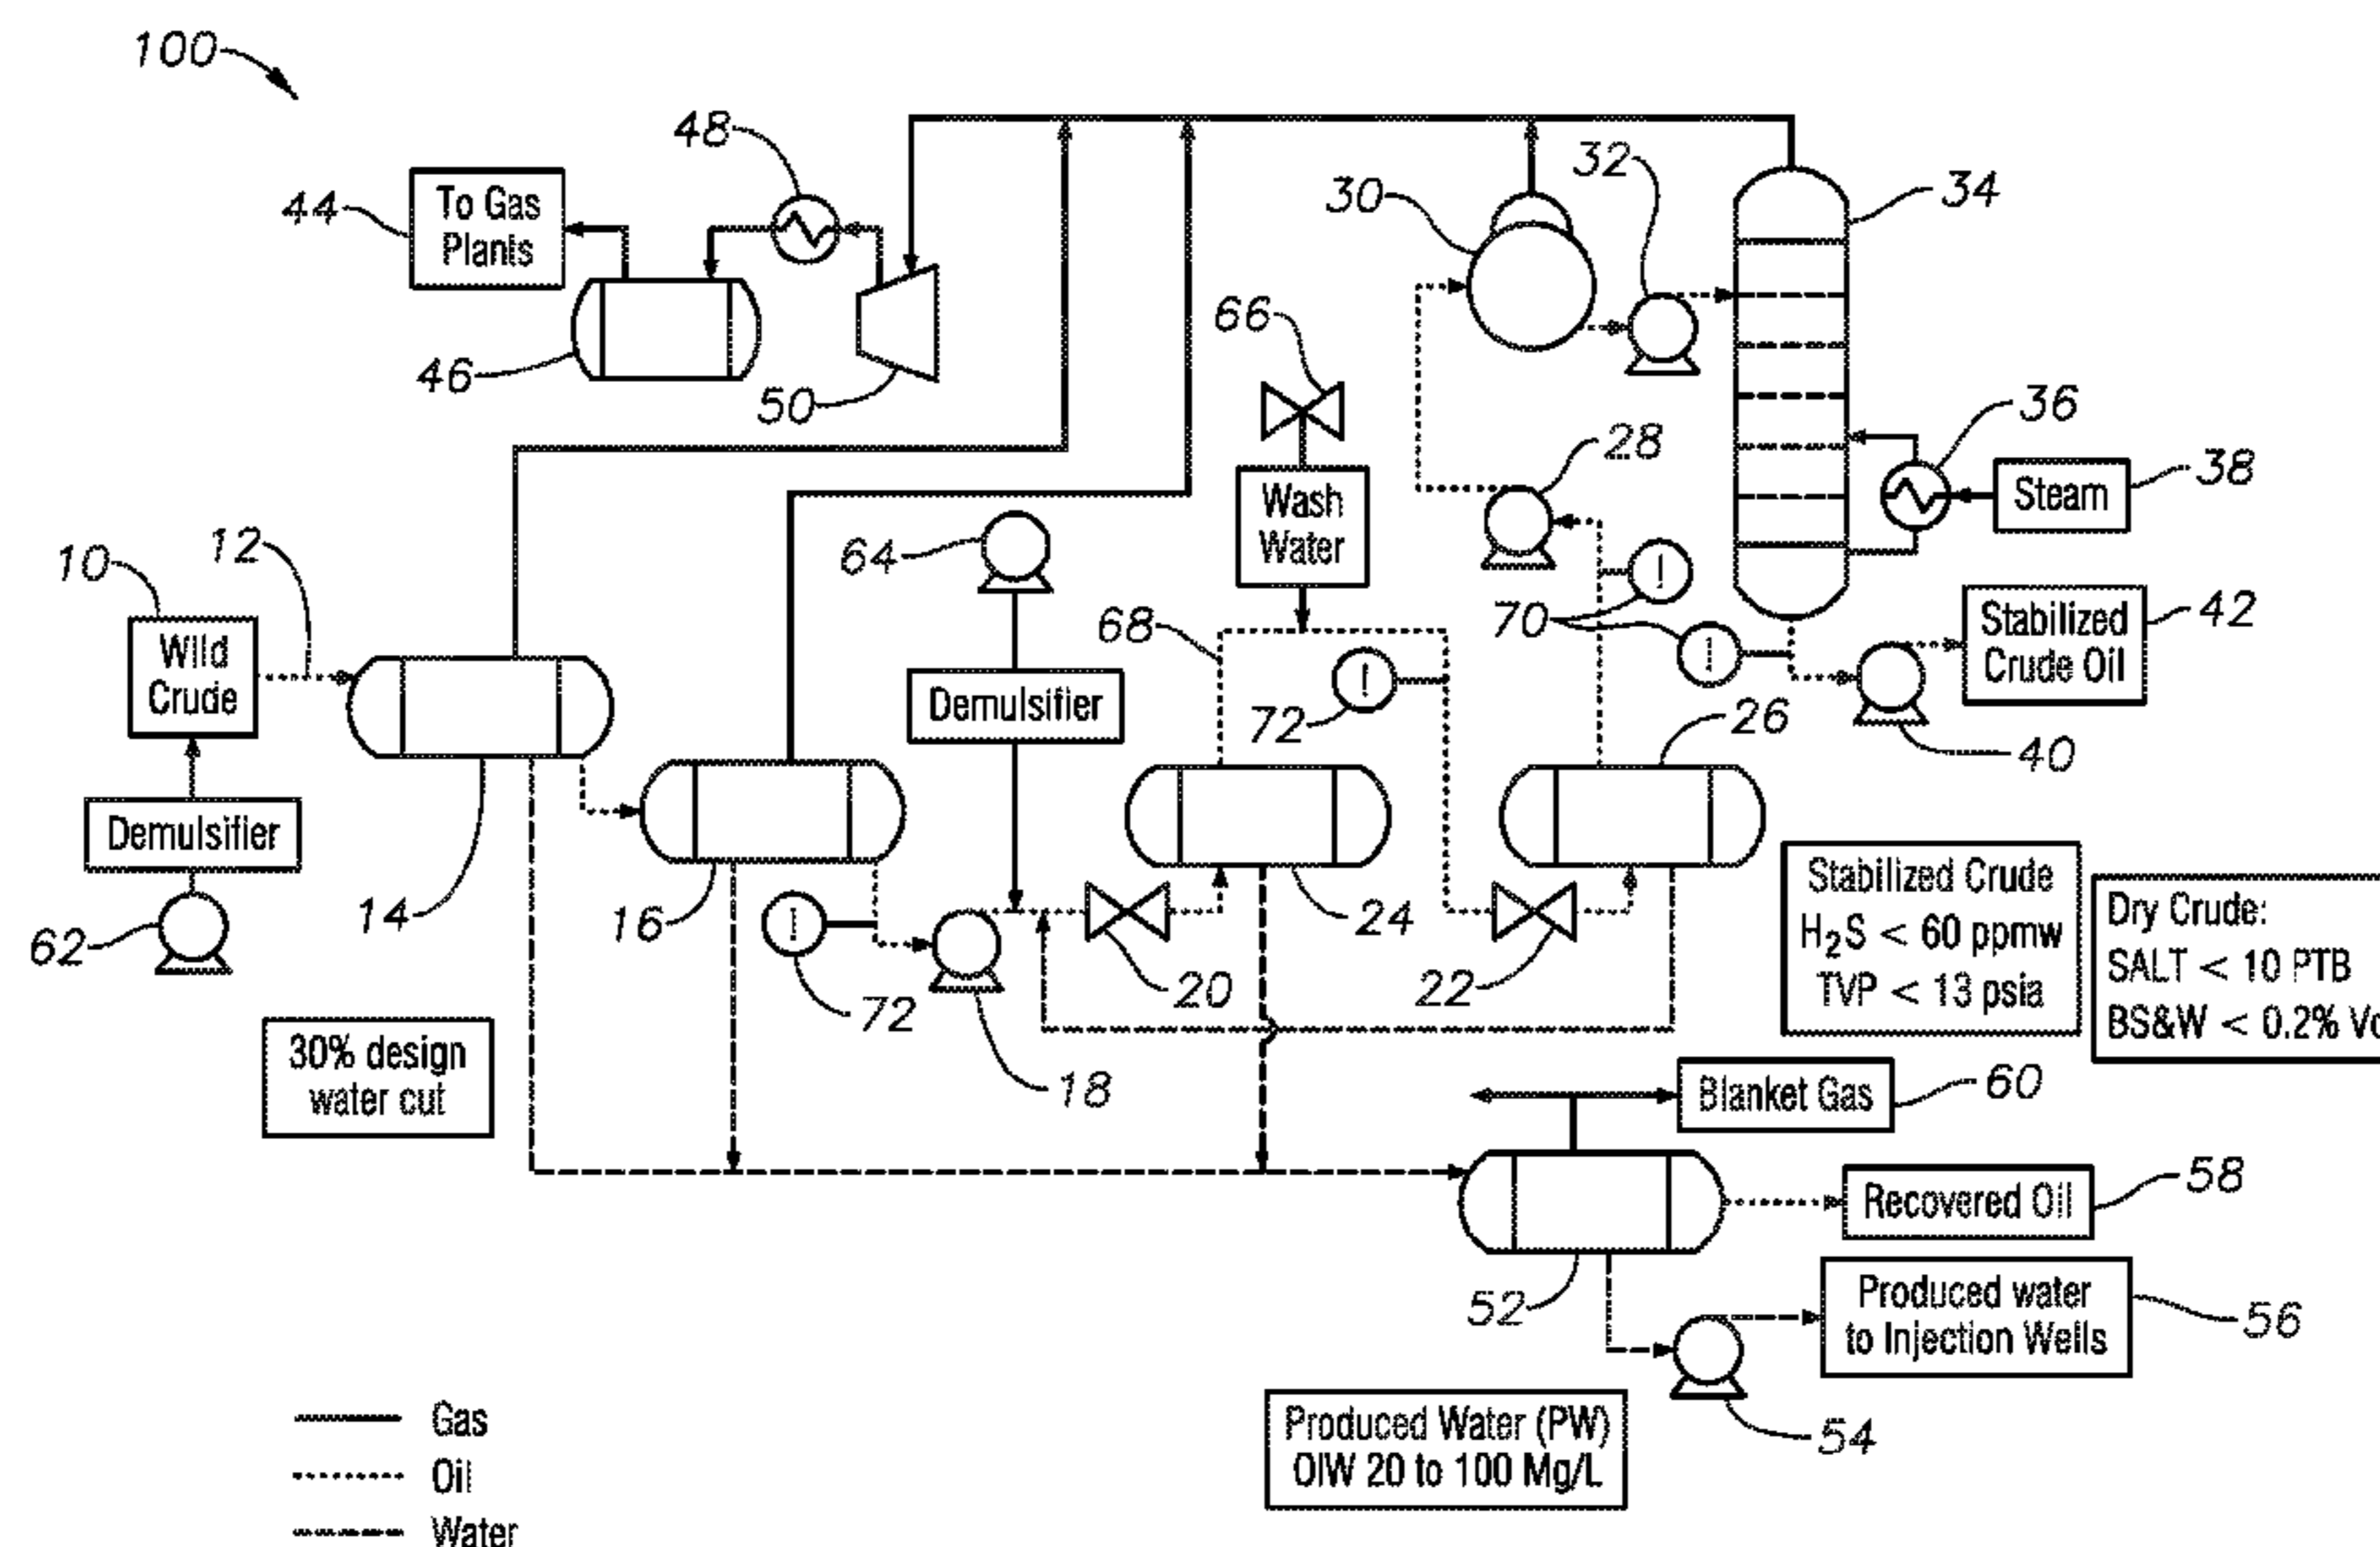 100
48
32
34
30
To Gas
Plants
44
66
46
50
36
28
Steam
38
Wash
Water
64
12
10
Wild
Crude
68
70
Stabilized
Crude Oil
42
Demulsifier
72
26
40
Demulsifier
14
16
24
62
20
22
72
18
Stabilized Crude
H₂S < 60 ppmw
TVP < 13 psia
Dry Crude:
SALT < 10 PTB
BS&W < 0.2%
30% design
water cut
Blanket Gas
60
Recovered Oil
58
52
Produced water
to Injection Wells
56
54
Produced Water (PW)
OIW 20 to 100 Mg/L
Gas
Oil
Water